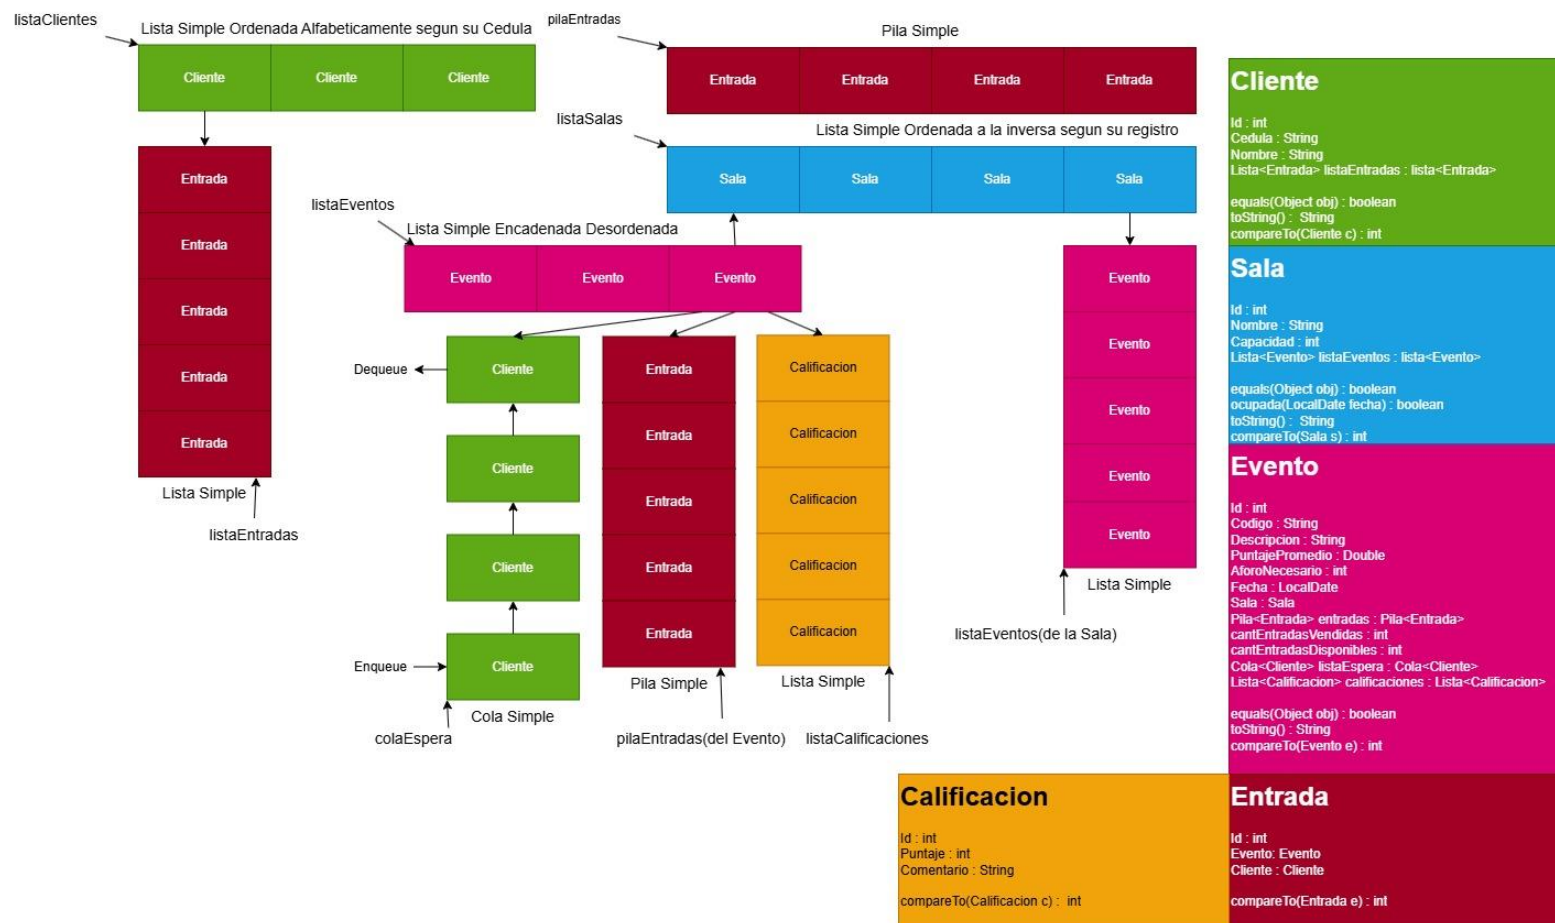 listaClientes
Lista Simple Ordenada Alfabeticamente segun su Cedula
Cliente
Cliente
Cliente
Entrada
Entrada
Entrada
Entrada
Entrada
Lista Simple
listaEntradas
pilaEntradas
Pila Simple
Entrada
Entrada
Entrada
Entrada
listaSalas
Lista Simple Ordenada a la inversa segun su registro
Sala
Sala
Sala
Sala
listaEventos
Lista Simple Encadenada Desordenada
Evento
Evento
Evento
Dequeue
Cliente
Cliente
Cliente
Enqueue
Cliente
Cola Simple
colaEspera
Entrada
Entrada
Entrada
Entrada
Entrada
Pila Simple
pilaEntradas(del Evento)
Calificacion
Calificacion
Calificacion
Calificacion
Calificacion
Lista Simple
listaCalificaciones
Evento
Evento
Evento
Evento
Evento
Lista Simple
listaEventos(de la Sala)
Cliente
Id : int
Cedula : String
Nombre : String
Lista<Entrada> listaEntradas : lista<Entrada>
equals(Object obj) : boolean
toString() : String
compareTo(Cliente c) : int
Sala
Id : int
Nombre : String
Capacidad : int
Lista<Evento> listaEventos : lista<Evento>
equals(Object obj) : boolean
ocupada(LocalDate fecha) : boolean
toString() : String
compareTo(Sala s) : int
Evento
Id : int
Codigo : String
Descripcion : String
PuntajePromedio : Double
AforoNecesario : int
Fecha : LocalDate
Sala : Sala
Pila<Entrada> entradas : Pila<Entrada>
cantEntradasVendidas : int
cantEntradasDisponibles : int
Cola<Cliente> listaEspera : Cola<Cliente>
Lista<Calificacion> calificaciones : Lista<Calificacion>
equals(Object obj) : boolean
toString() : String
compareTo(Evento e) : int
Calificacion
Id : int
Puntaje : int
Comentario : String
compareTo(Calificacion c) : int
Entrada
Id : int
Evento: Evento
Cliente : Cliente
compareTo(Entrada e) : int